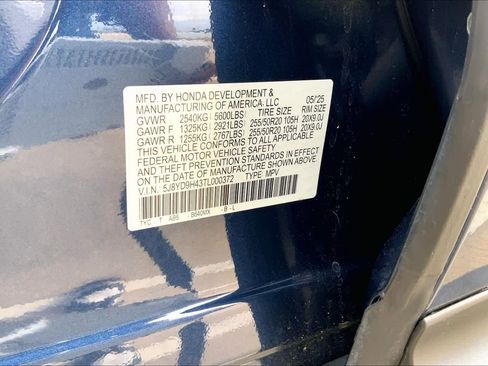 MFD. BY HONDA DEVELOPMENT & 05/25
MANUFACTURING OF AMERICA, LLC
GVWR 2540KG 5600LBS TIRE SIZE RIM SIZE
GAWR F 1325KG 2921LBS 255/50R20 105H 20X9.0J
GAWR R 1255KG 2767LBS 255/50R20 105H 20X9.0J
THIS VEHICLE CONFORMS TO ALL APPLICABLE
FEDERAL MOTOR VEHICLE SAFETY
AND THEFT PREVENTION STANDARDS IN EFFECT
ON THE DATE OF MANUFACTURE SHOWN ABOVE.
V.I.N. 5J8YD9H43TL000372 TYPE MPV
TYC T AB5 B640MX -B-L